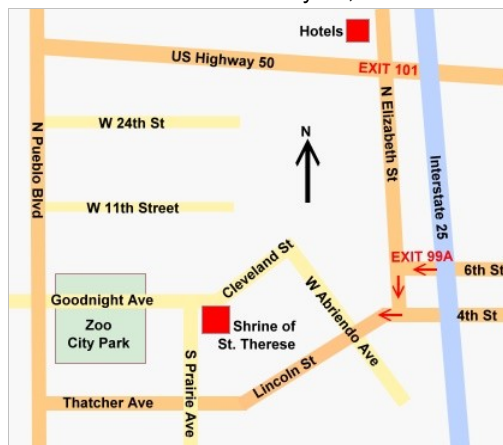 Hotels
US Highway 50
EXIT 101
W 24th St
N
N Elizabeth St
N Pueblo Blvd
Interstate 25
W 11th Street
Cleveland St
EXIT 99A
6th St
W Abriendo Ave
Goodnight Ave
Zoo
City Park
Shrine of
St. Therese
4th St
S Prairie Ave
Lincoln St
Thatcher Ave